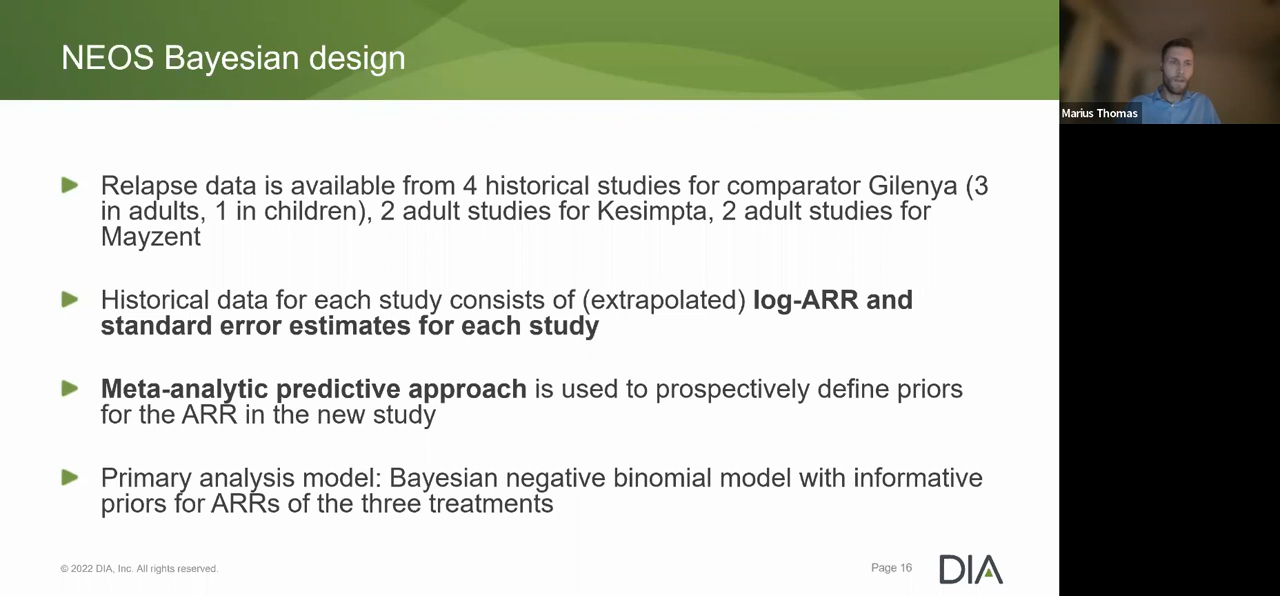 NEOS Bayesian design
Marius Thomas
Relapse data is available from 4 historical studies for comparator Gilenya (3
in adults, 1 in children), 2 adult studies for Kesimpta, 2 adult studies for
Mayzent
Historical data for each study consists of (extrapolated) log-ARR and
standard error estimates for each study
Meta-analytic predictive approach is used to prospectively define priors
for the ARR in the new study
Primary analysis model: Bayesian negative binomial model with informative
priors for ARRs of the three treatments
© 2022 DIA, Inc. All rights reserved.
Page 16
DIA